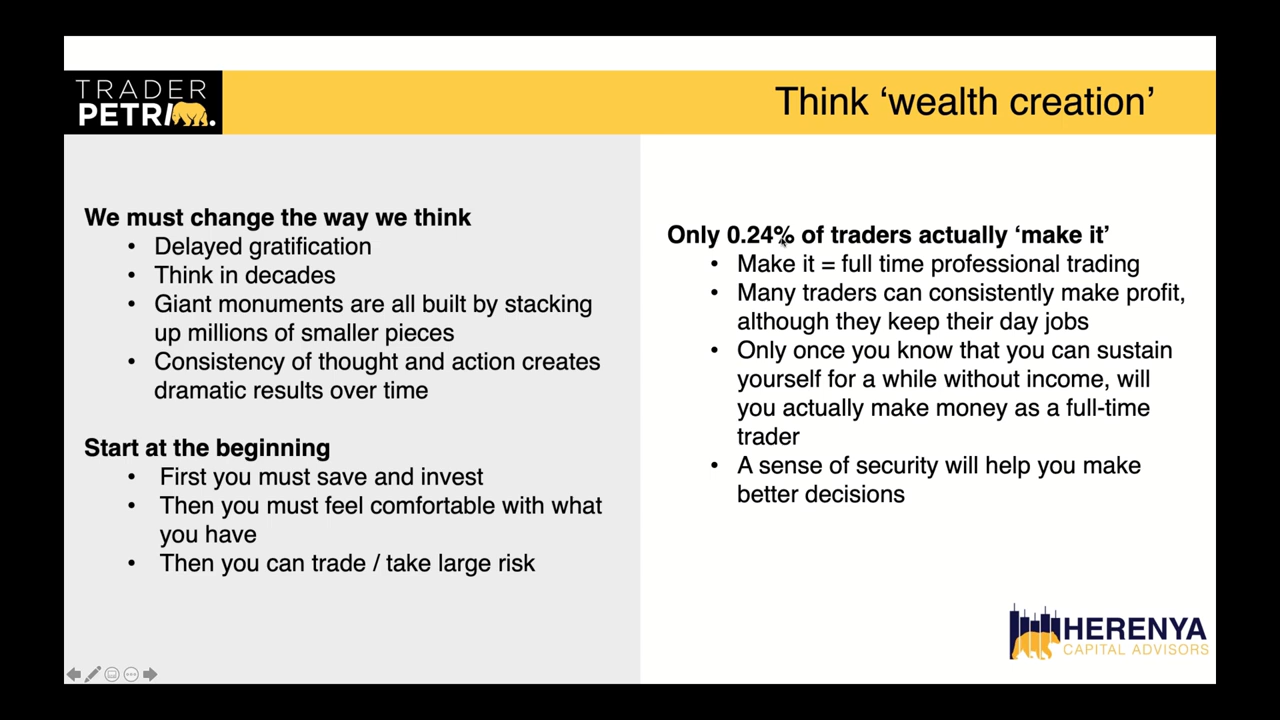 TRADER
PETRI.
Think ‘wealth creation’
We must change the way we think
• Delayed gratification
• Think in decades
• Giant monuments are all built by stacking
up millions of smaller pieces
• Consistency of thought and action creates
dramatic results over time
Start at the beginning
• First you must save and invest
• Then you must feel comfortable with what
you have
• Then you can trade / take large risk
Only 0.24% of traders actually ‘make it’
• Make it = full time professional trading
• Many traders can consistently make profit,
although they keep their day jobs
• Only once you know that you can sustain
yourself for a while without income, will
you actually make money as a full-time
trader
• A sense of security will help you make
better decisions
HERENYA
CAPITAL ADVISORS